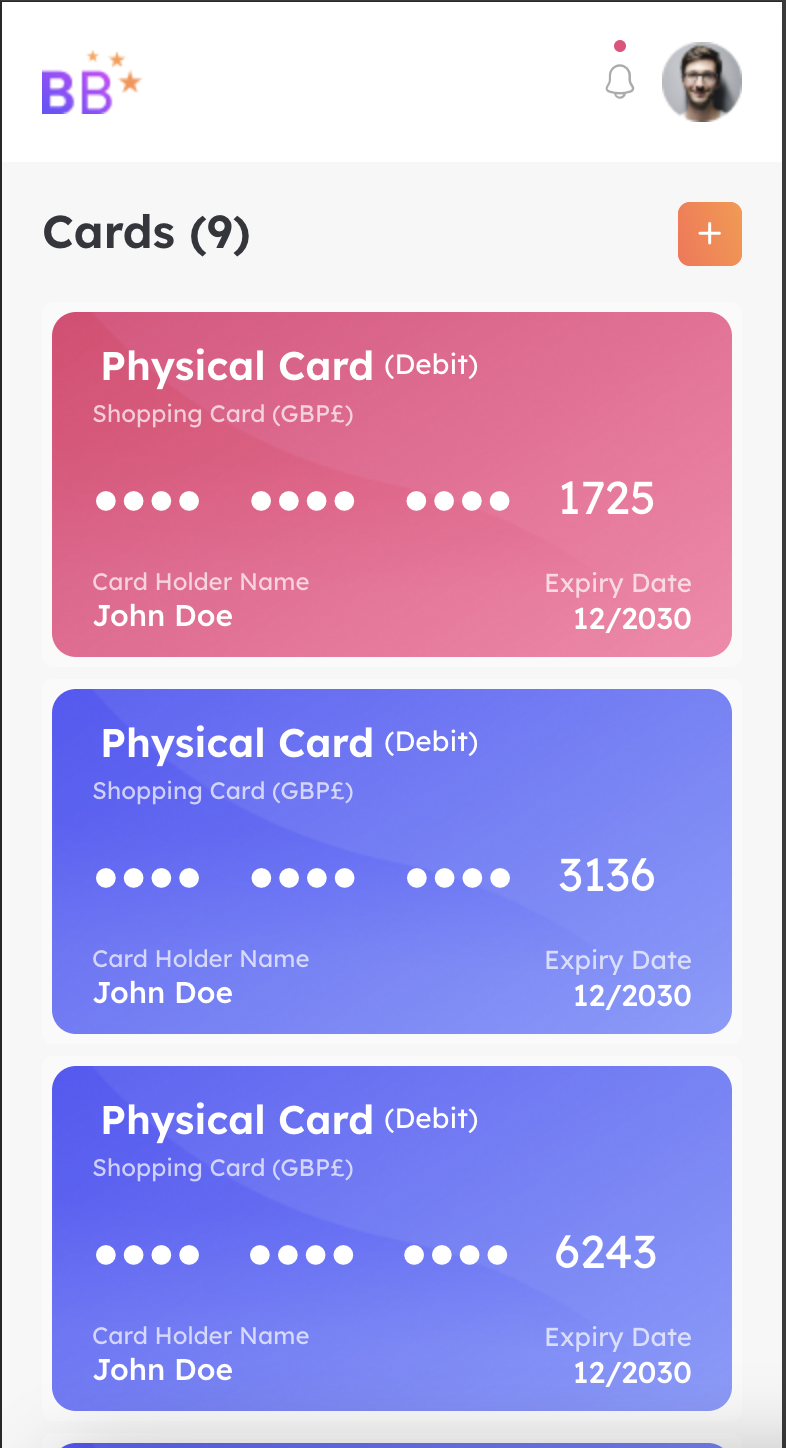 BB
Cards (9)
+
Physical Card (Debit)
Shopping Card (GBP£)
●●●● ●●●● ●●●● 1725
Card Holder Name Expiry Date
John Doe 12/2030
Physical Card (Debit)
Shopping Card (GBP£)
●●●● ●●●● ●●●● 3136
Card Holder Name Expiry Date
John Doe 12/2030
Physical Card (Debit)
Shopping Card (GBP£)
●●●● ●●●● ●●●● 6243
Card Holder Name Expiry Date
John Doe 12/2030